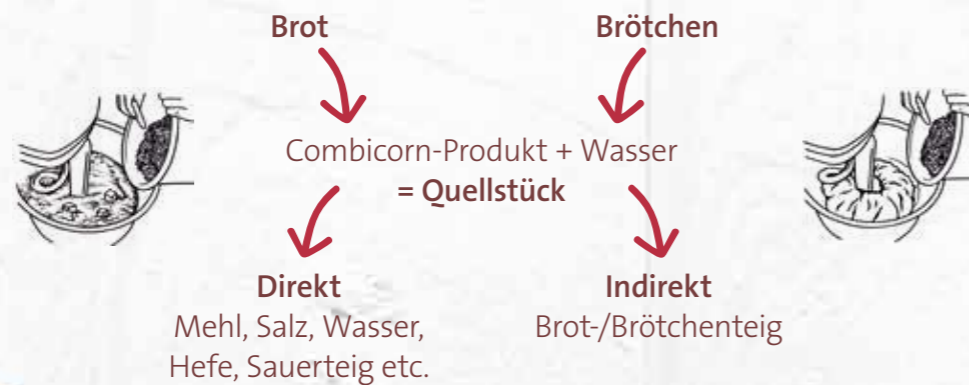 Brot
Brötchen
Combicorn-Produkt + Wasser
= Quellstück
Direkt
Mehl, Salz, Wasser,
Hefe, Sauerteig etc.
Indirekt
Brot-/Brötchenteig